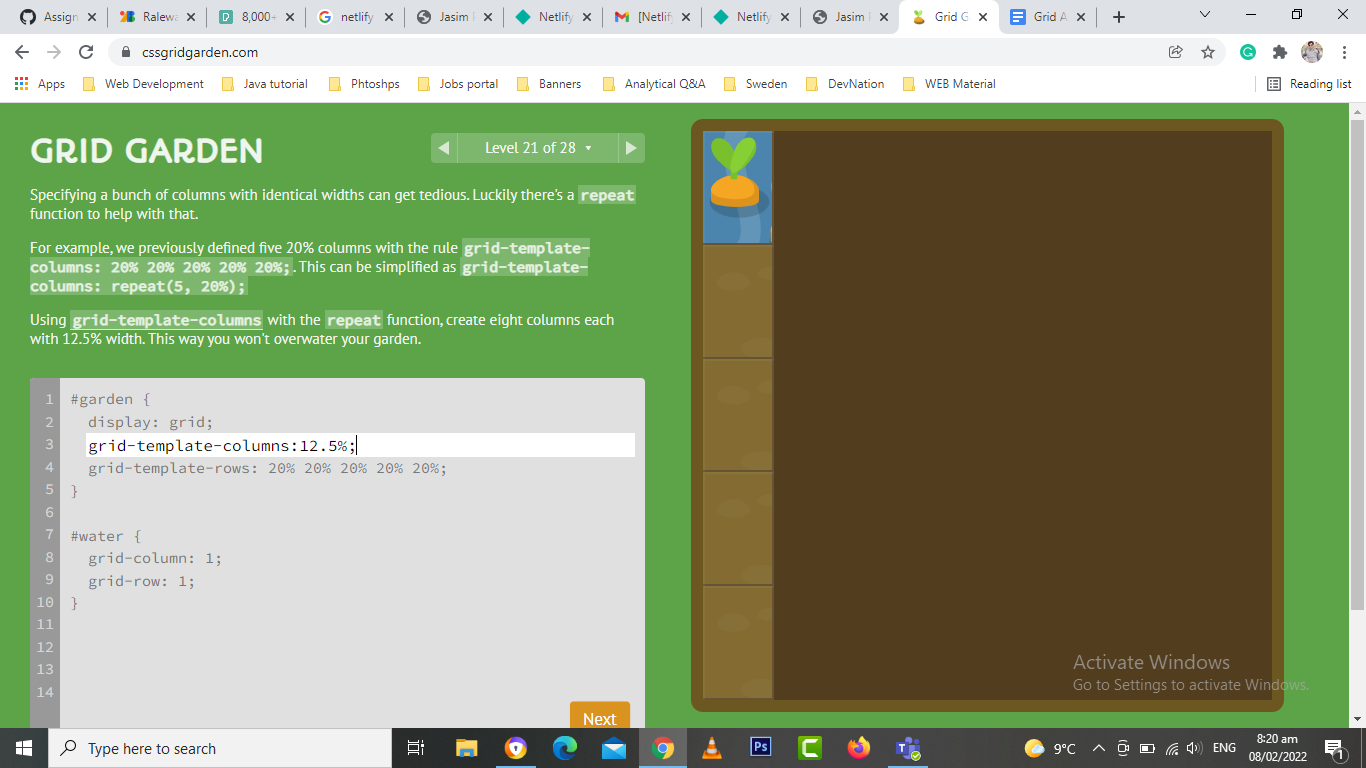 Assign
Ralewa
8,000+
netlify
Jasim
Netlify
[Netlif
Netlify
Jasim
Grid G
Grid A
cssgridgarden.com
Apps
Web Development
Java tutorial
Phtoshps
Jobs portal
Banners
Analytical Q&A
Sweden
DevNation
WEB Material
Reading list
GRID GARDEN
Level 21 of 28
Specifying a bunch of columns with identical widths can get tedious. Luckily there's a repeat
function to help with that.
For example, we previously defined five 20% columns with the rule grid-template-
columns: 20% 20% 20% 20% 20%;. This can be simplified as grid-template-
columns: repeat(5, 20%);
Using grid-template-columns with the repeat function, create eight columns each
with 12.5% width. This way you won't overwater your garden.
1 #garden {
2 display: grid;
3 grid-template-columns:12.5%;
4 grid-template-rows: 20% 20% 20% 20% 20%;
5 }
6
7 #water {
8 grid-column: 1;
9 grid-row: 1;
10 }
11
12
13
14
Next
Activate Windows
Go to Settings to activate Windows.
Type here to search
Ps
9°C
ENG
8:20 am
08/02/2022
1